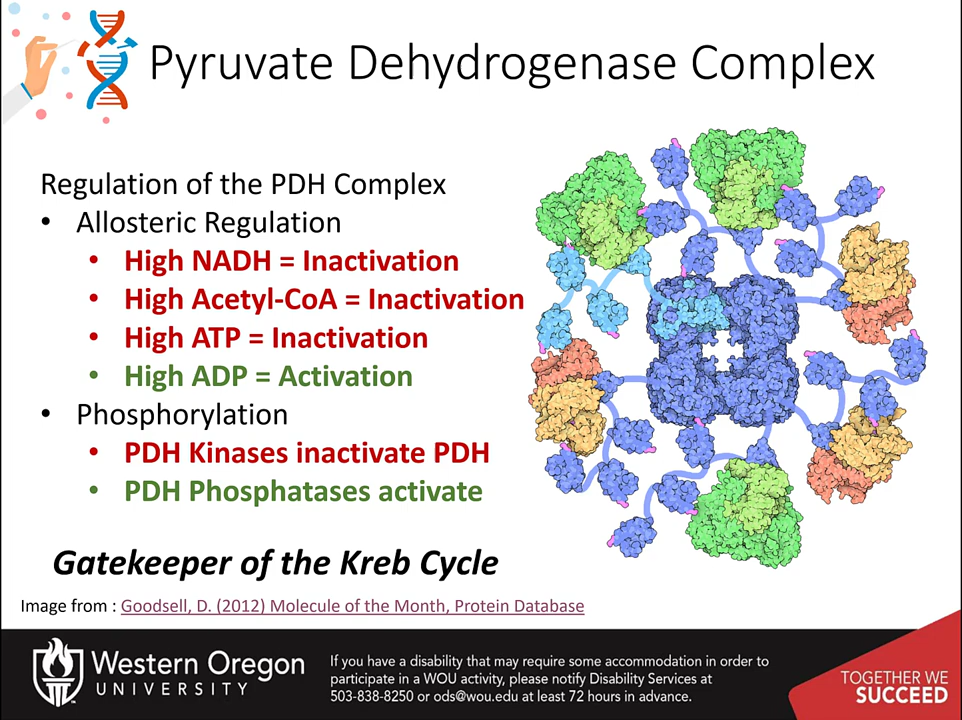 Pyruvate Dehydrogenase Complex
Regulation of the PDH Complex
• Allosteric Regulation
• High NADH = Inactivation
• High Acetyl-CoA = Inactivation
• High ATP = Inactivation
• High ADP = Activation
• Phosphorylation
• PDH Kinases inactivate PDH
• PDH Phosphatases activate
Gatekeeper of the Kreb Cycle
Image from : Goodsell, D. (2012) Molecule of the Month, Protein Database
Western Oregon
UNIVERSITY
If you have a disability that may require some accommodation in order to
participate in a WOU activity, please notify Disability Services at
503-838-8250 or ods@wou.edu at least 72 hours in advance.
TOGETHER WE
SUCCEED